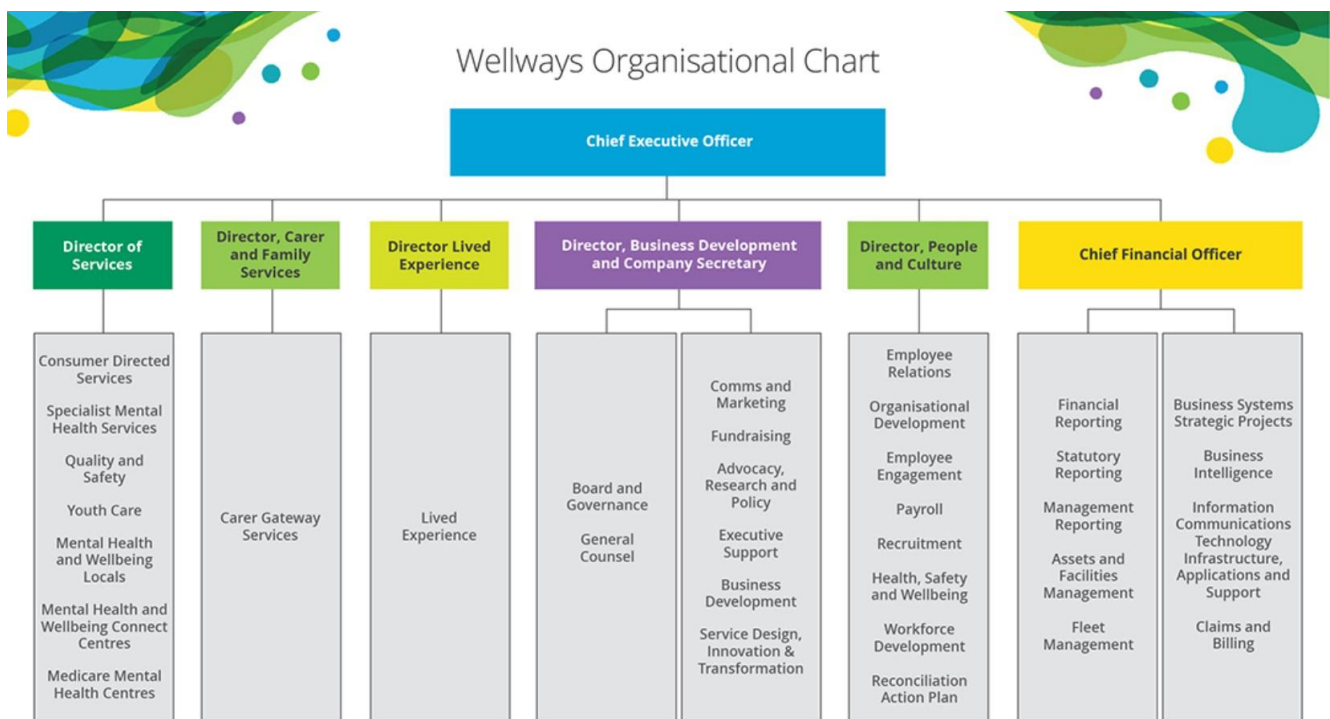 Wellways Organisational Chart
Chief Executive Officer
Director of
Services
Director, Carer
and Family
Services
Director Lived
Experience
Director, Business Development
and Company Secretary
Director, People
and Culture
Chief Financial Officer
Consumer Directed
Services
Specialist Mental
Health Services
Quality and
Safety
Youth Care
Mental Health
and Wellbeing
Locals
Mental Health and
Wellbeing Connect
Centres
Medicare Mental
Health Centres
Carer Gateway
Services
Lived
Experience
Board and
Governance
General
Counsel
Comms and
Marketing
Fundraising
Advocacy,
Research and
Policy
Executive
Support
Business
Development
Service Design,
Innovation &
Transformation
Employee
Relations
Organisational
Development
Employee
Engagement
Payroll
Recruitment
Health, Safety
and Wellbeing
Workforce
Development
Reconciliation
Action Plan
Financial
Reporting
Statutory
Reporting
Management
Reporting
Assets and
Facilities
Management
Fleet
Management
Business Systems
Strategic Projects
Business
Intelligence
Information
Communications
Technology
Infrastructure,
Applications and
Support
Claims and
Billing